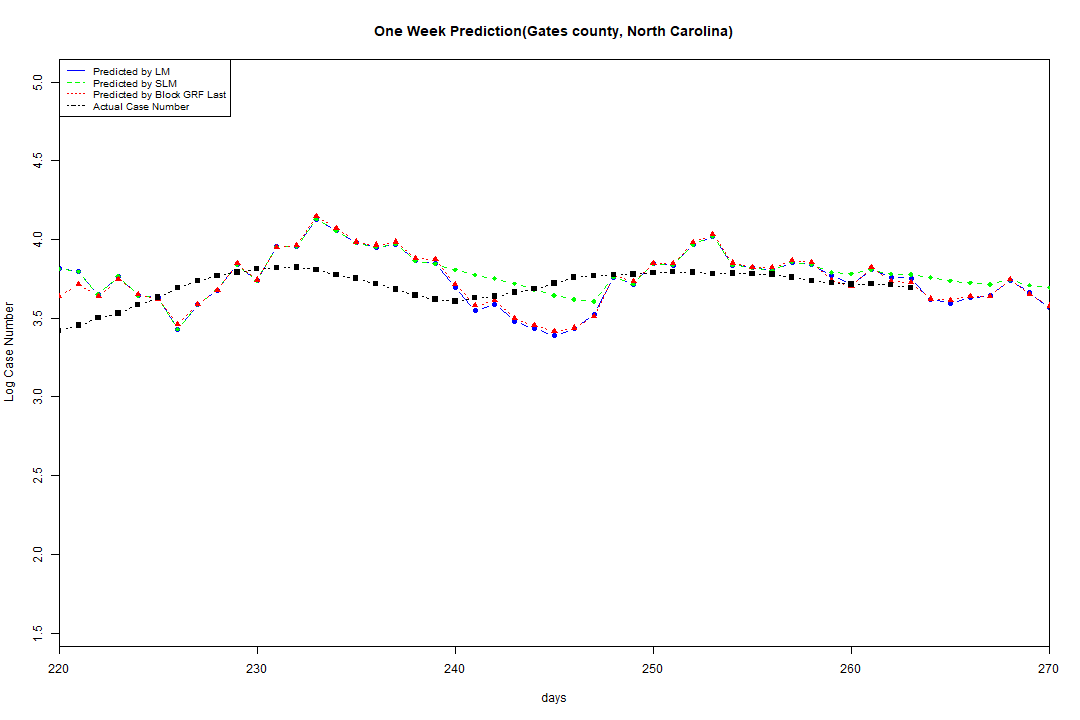 One Week Prediction(Gates county, North Carolina)
Predicted by LM
Predicted by SLM
Predicted by Block GRF Last
Actual Case Number
5.0
4.5
4.0
3.5
3.0
2.5
2.0
1.5
Log Case Number
220 230 240 250 260 270
days